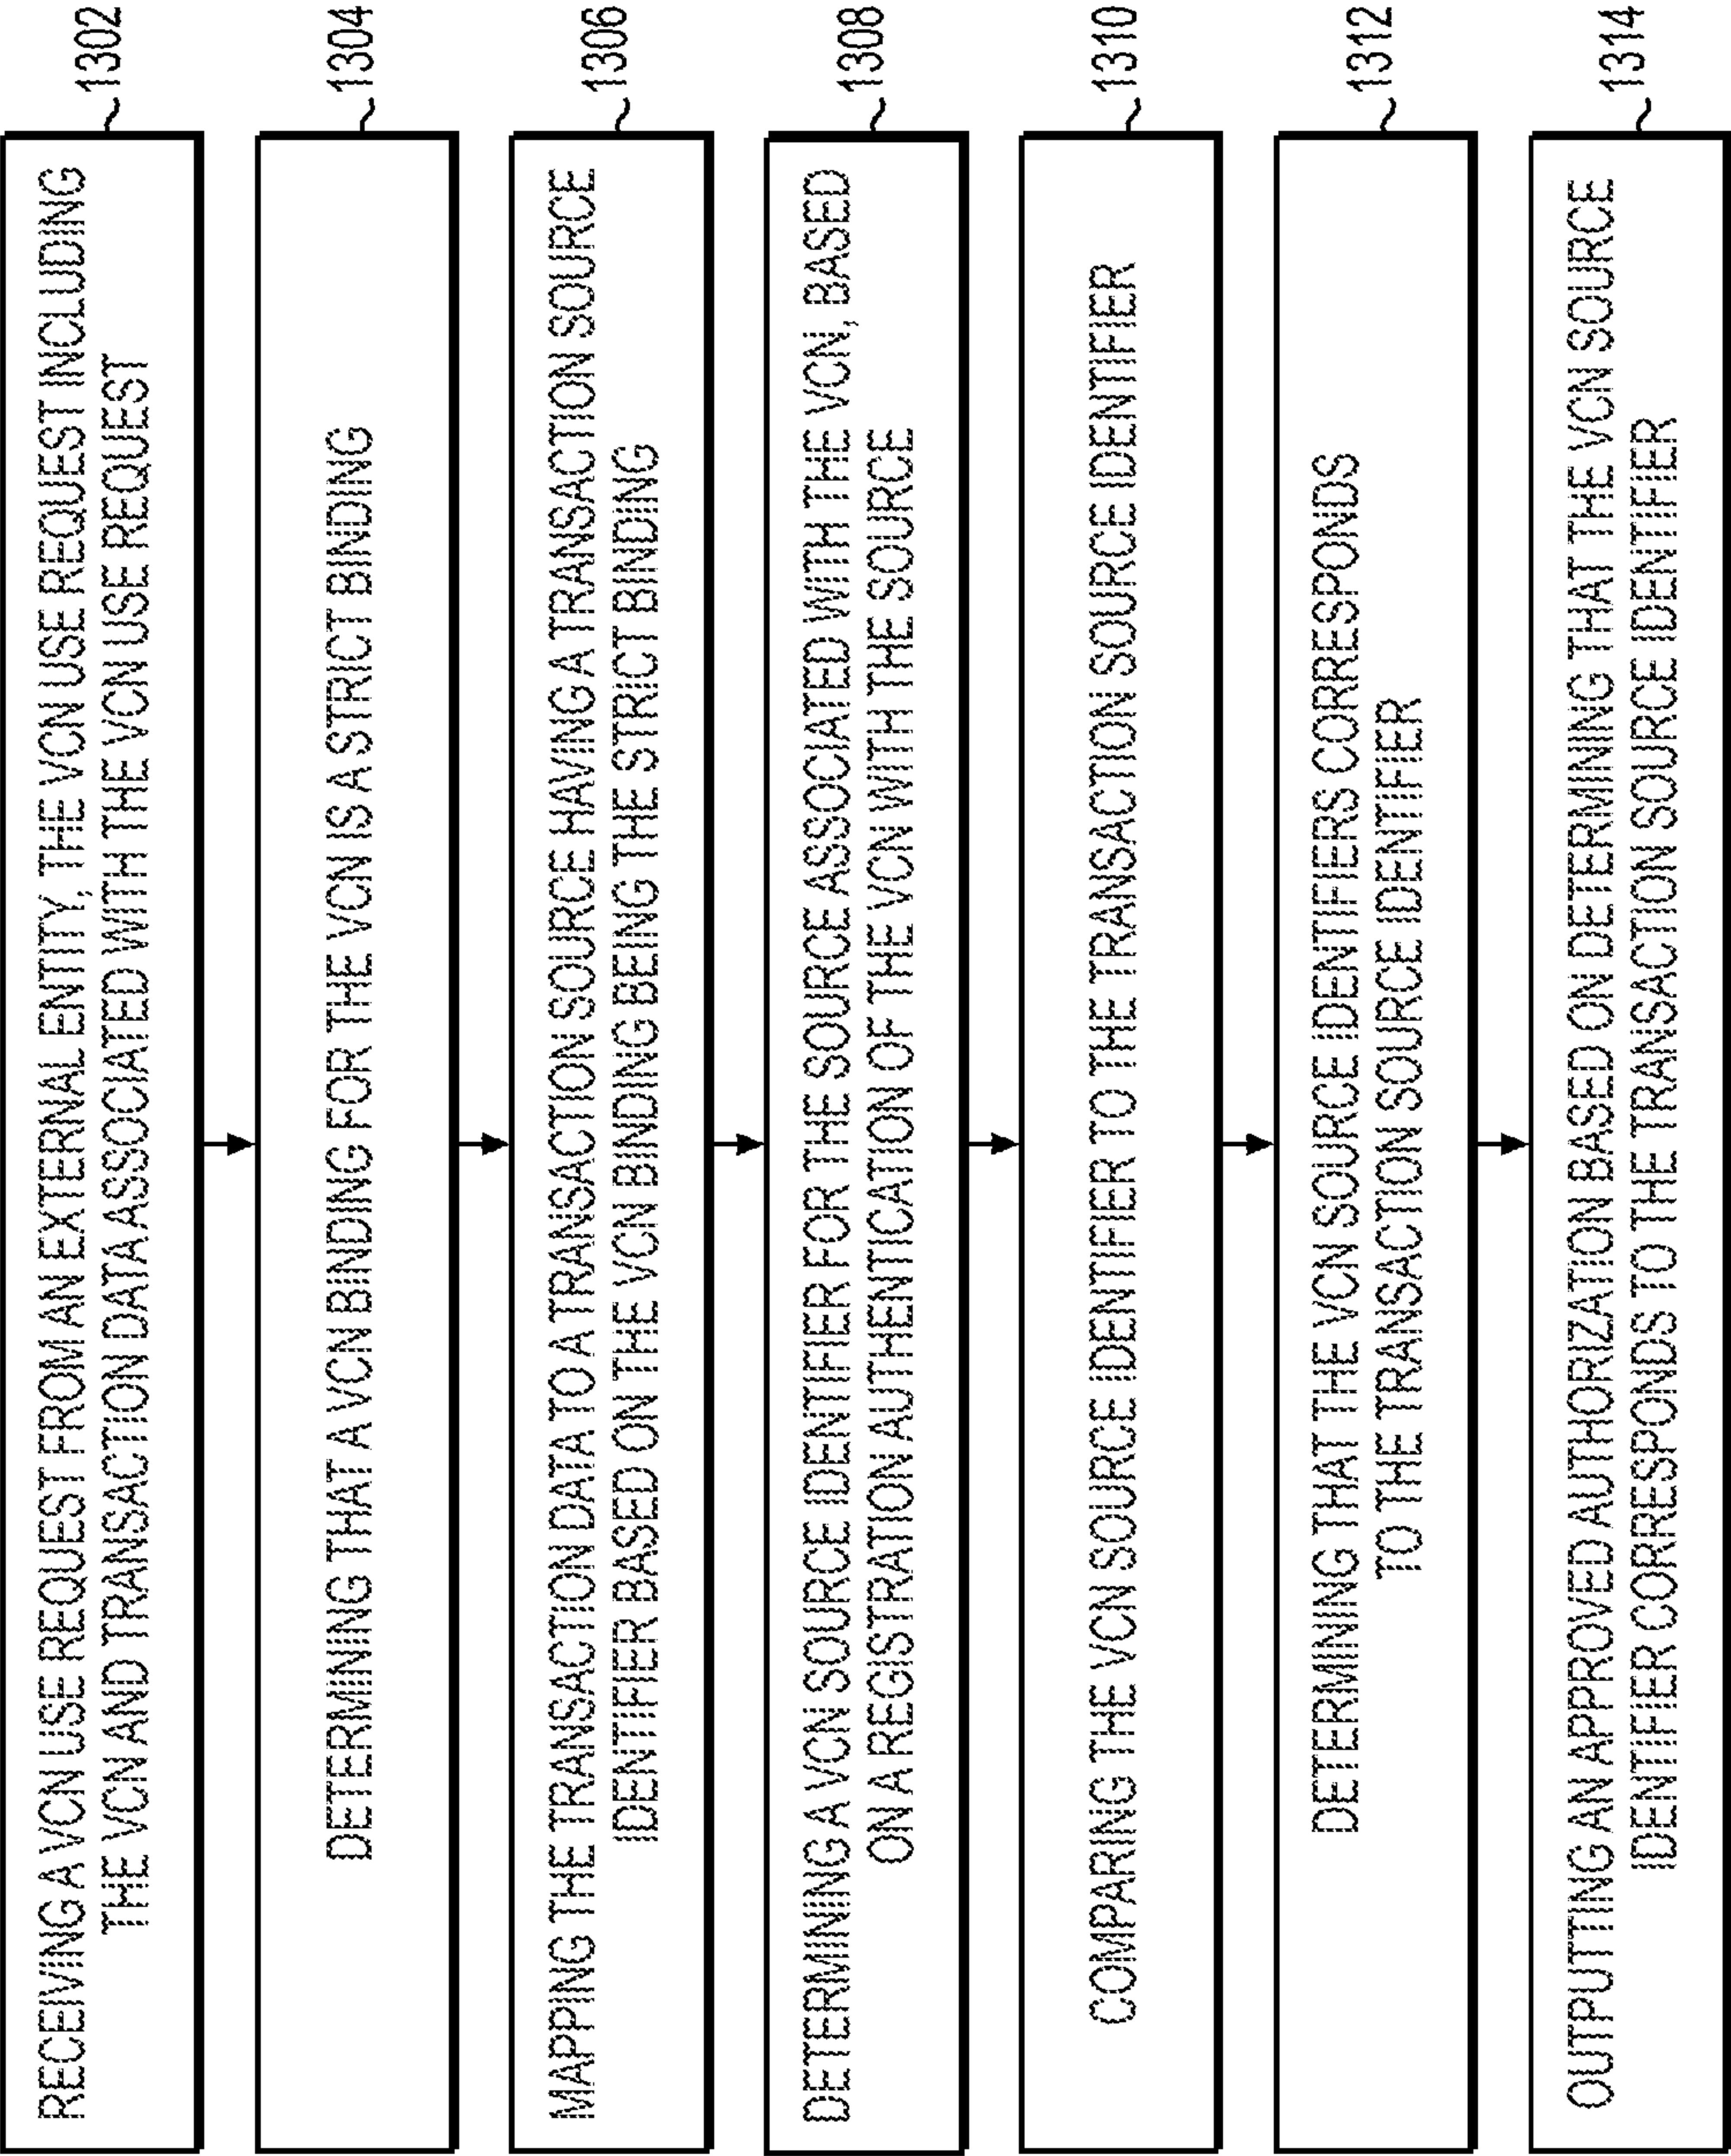 RECEIVING A VCN USE REQUEST FROM AN EXTERNAL ENTITY, THE VCN USE REQUEST INCLUDING
THE VCN AND TRANSACTION DATA ASSOCIATED WITH THE VCN USE REQUEST
1302
DETERMINING THAT A VCN BINDING FOR THE VCN IS A STRICT BINDING
1304
MAPPING THE TRANSACTION DATA TO A TRANSACTION SOURCE HAVING A TRANSACTION SOURCE
IDENTIFIER BASED ON THE VCN BINDING BEING THE STRICT BINDING
1306
DETERMINING A VCN SOURCE IDENTIFIER FOR THE SOURCE ASSOCIATED WITH THE VCN, BASED
ON A REGISTRATION AUTHENTICATION OF THE VCN WITH THE SOURCE
1308
COMPARING THE VCN SOURCE IDENTIFIER TO THE TRANSACTION SOURCE IDENTIFIER
1310
DETERMINING THAT THE VCN SOURCE IDENTIFIERS CORRESPONDS
TO THE TRANSACTION SOURCE IDENTIFIER
1312
OUTPUTTING AN APPROVED AUTHORIZATION BASED ON DETERMINING THAT THE VCN SOURCE
IDENTIFIER CORRESPONDS TO THE TRANSACTION SOURCE IDENTIFIER
1314